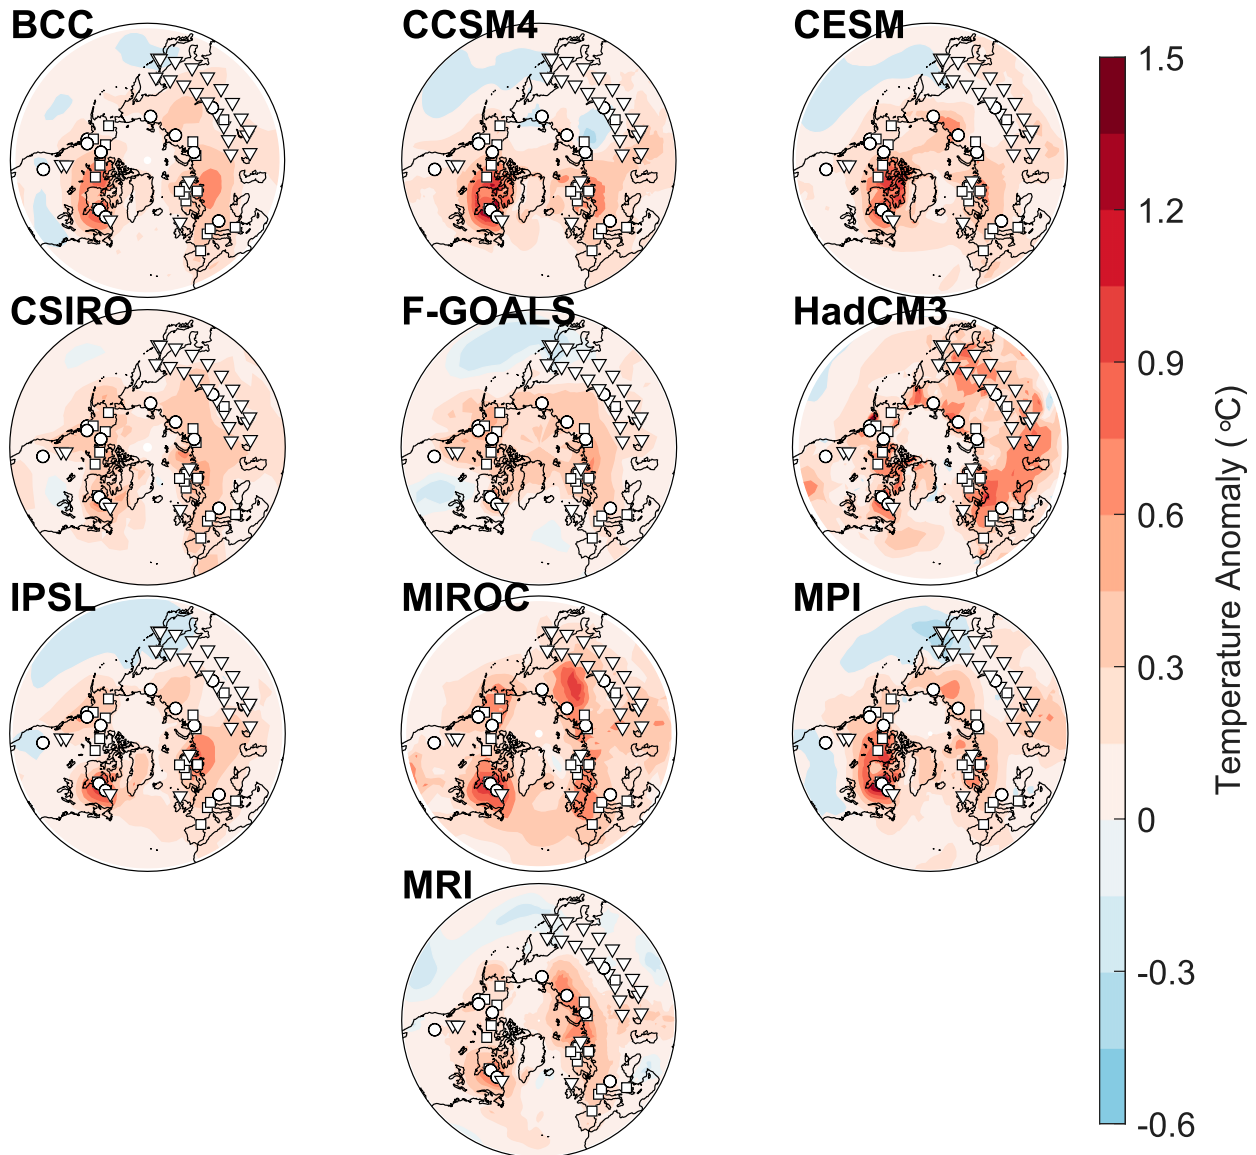 BCC
CCSM4
CESM
CSIRO
F-GOALS
HadCM3
IPSL
MIROC
MPI
MRI
1.5
1.2
0.9
0.6
0.3
0
-0.3
-0.6
Temperature Anomaly (°C)